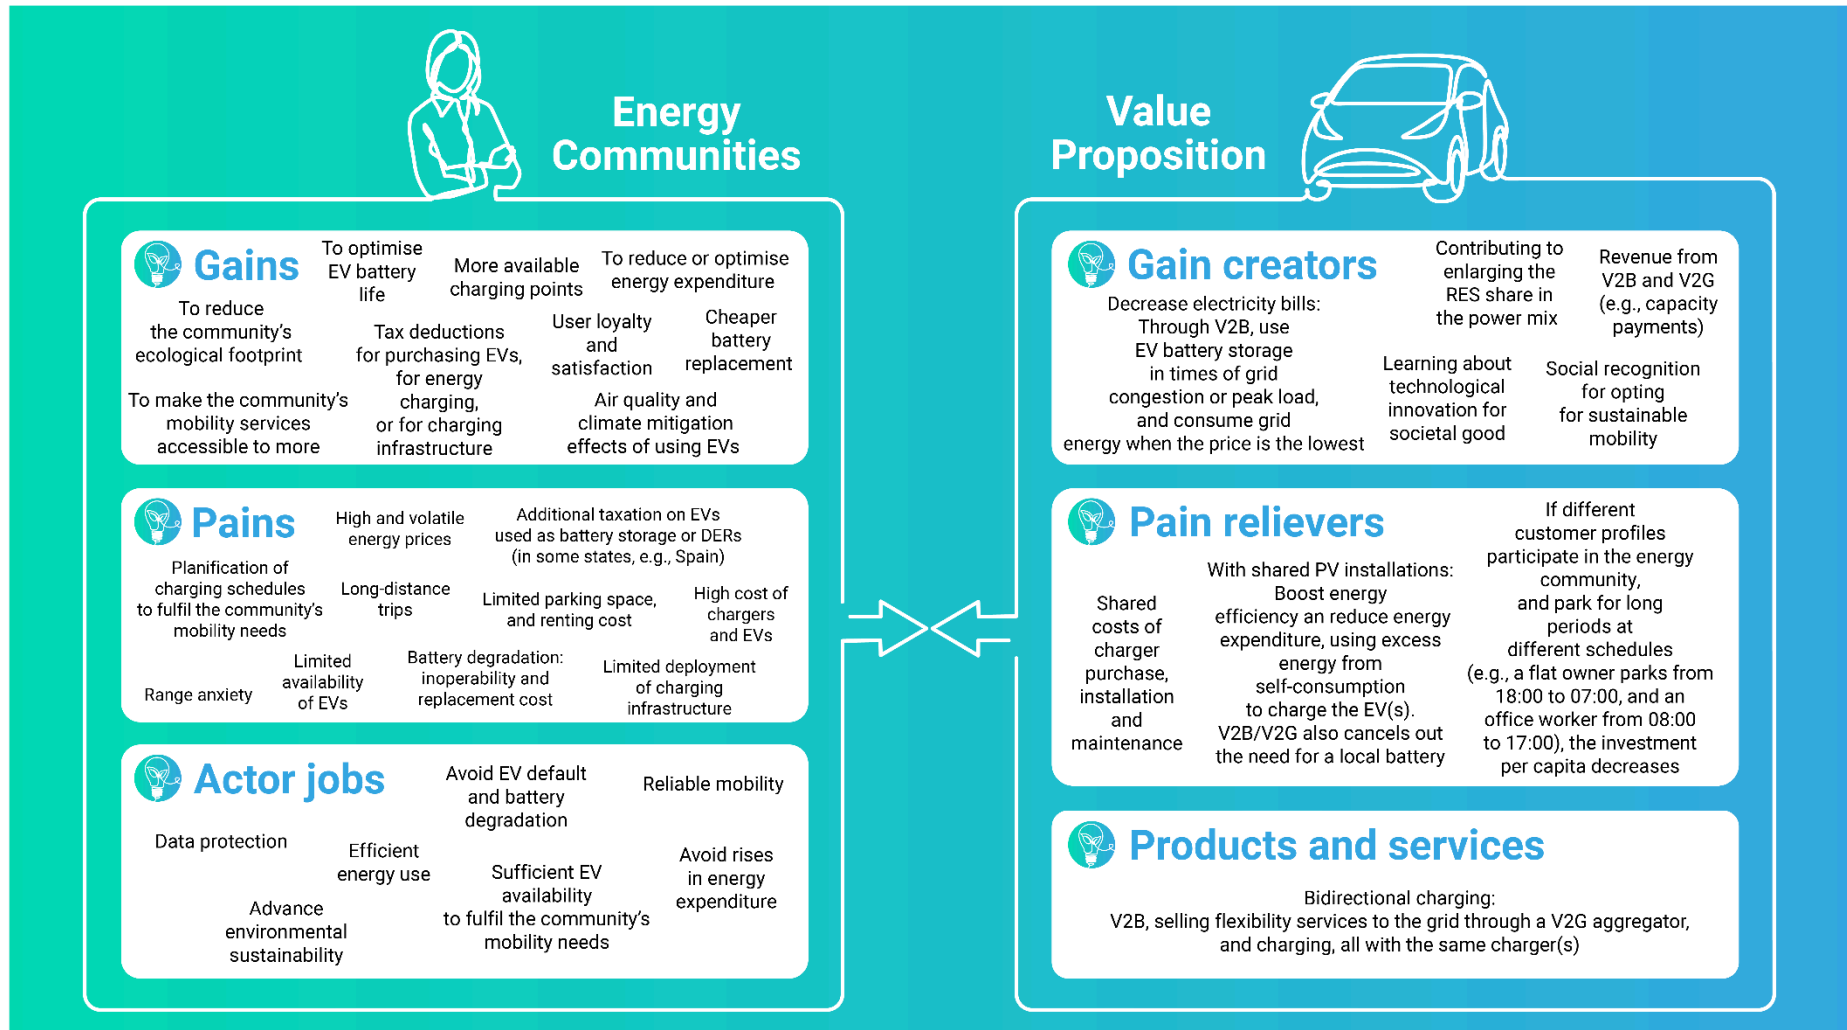 Energy
Communities
Gains
To optimise
EV battery
life
More available
charging points
To reduce or optimise
energy expenditure
To reduce
the community's
ecological footprint
Tax deductions
for purchasing EVs,
for energy
charging,
or for charging
infrastructure
User loyalty
and
satisfaction
Cheaper
battery
replacement
To make the community's
mobility services
accessible to more
Air quality and
climate mitigation
effects of using EVs
Pains
High and volatile
energy prices
Additional taxation on EVs
used as battery storage or DERs
(in some states, e.g., Spain)
Planification of
charging schedules
to fulfil the community's
mobility needs
Long-distance
trips
Limited parking space,
and renting cost
High cost of
chargers
and EVs
Range anxiety
Limited
availability
of EVs
Battery degradation:
inoperability and
replacement cost
Limited deployment
of charging
infrastructure
Actor jobs
Avoid EV default
and battery
degradation
Reliable mobility
Data protection
Efficient
energy use
Sufficient EV
availability
to fulfil the community's
mobility needs
Avoid rises
in energy
expenditure
Advance
environmental
sustainability
Value
Proposition
Gain creators
Decrease electricity bills:
Through V2B, use
EV battery storage
in times of grid
congestion or peak load,
and consume grid
energy when the price is the lowest
Contributing to
enlarging the
RES share in
the power mix
Revenue from
V2B and V2G
(e.g., capacity
payments)
Learning about
technological
innovation for
societal good
Social recognition
for opting
for sustainable
mobility
Pain relievers
Shared
costs of
charger
purchase,
installation
and
maintenance
With shared PV installations:
Boost energy
efficiency an reduce energy
expenditure, using excess
energy from
self-consumption
to charge the EV(s).
V2B/V2G also cancels out
the need for a local battery
If different
customer profiles
participate in the energy
community,
and park for long
periods at
different schedules
(e.g., a flat owner parks from
18:00 to 07:00, and an
office worker from 08:00
to 17:00), the investment
per capita decreases
Products and services
Bidirectional charging:
V2B, selling flexibility services to the grid through a V2G aggregator,
and charging, all with the same charger(s)